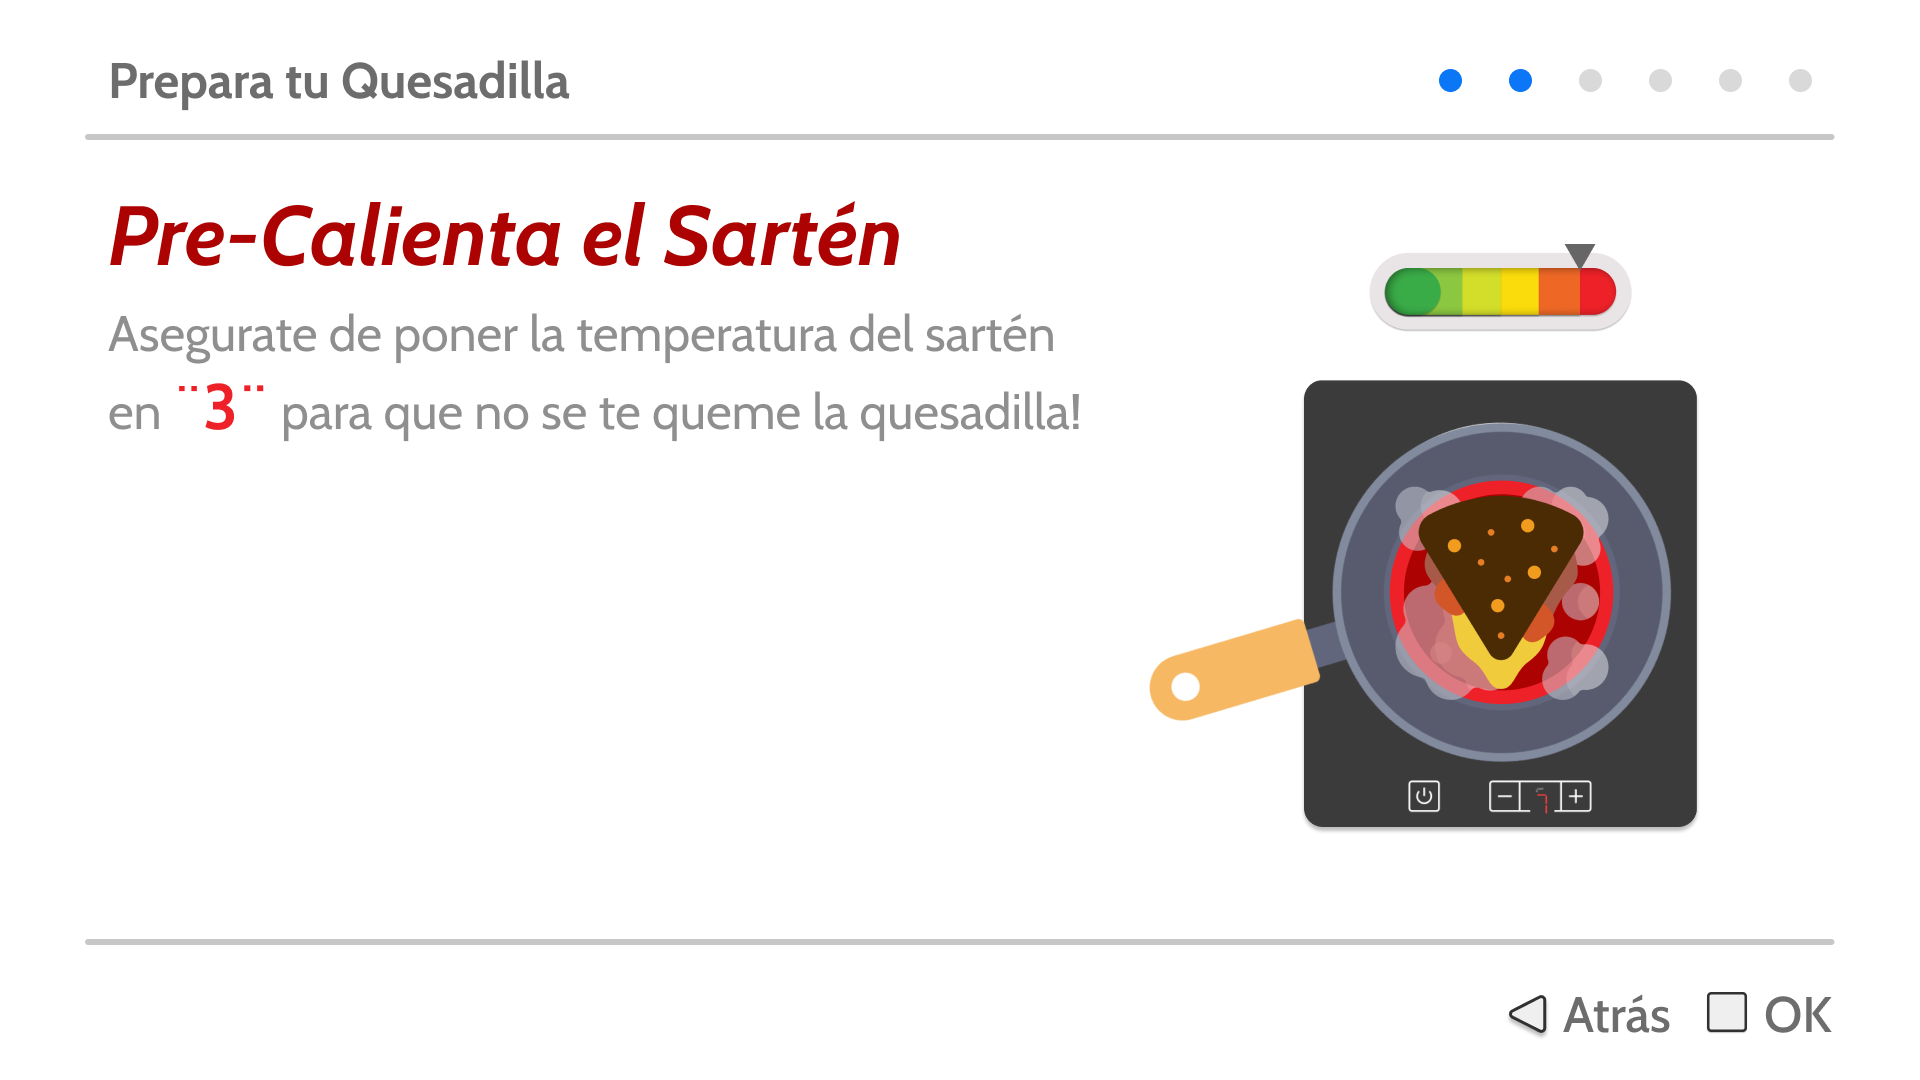 Prepara tu Quesadilla
Pre-Calienta el Sartén
Asegurate de poner la temperatura del sartén
en ¨3¨ para que no se te queme la quesadilla!
− 7 +
Atrás OK